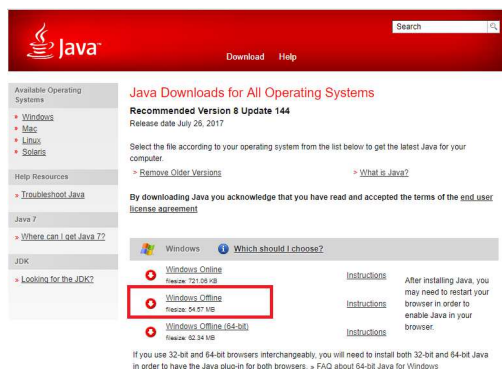 Java
Search
Download Help
Available Operating
Systems
» Windows
» Mac
» Linux
» Solaris
Help Resources
» Troubleshoot Java
Java 7
» Where can I get Java 7?
JDK
» Looking for the JDK?
Java Downloads for All Operating Systems
Recommended Version 8 Update 144
Release date July 26, 2017
Select the file according to your operating system from the list below to get the latest Java for your
computer.
> Remove Older Versions > What is Java?
By downloading Java you acknowledge that you have read and accepted the terms of the end user
license agreement
Windows Which should I choose?
Windows Online
filesize: 721.06 KB
Instructions
Windows Offline
filesize: 54.57 MB
Instructions
Windows Offline (64-bit)
filesize: 62.34 MB
Instructions
After installing Java, you
may need to restart your
browser in order to
enable Java in your
browser.
If you use 32-bit and 64-bit browsers interchangeably, you will need to install both 32-bit and 64-bit Java
in order to have the Java plug-in for both browsers. » FAQ about 64-bit Java for Windows